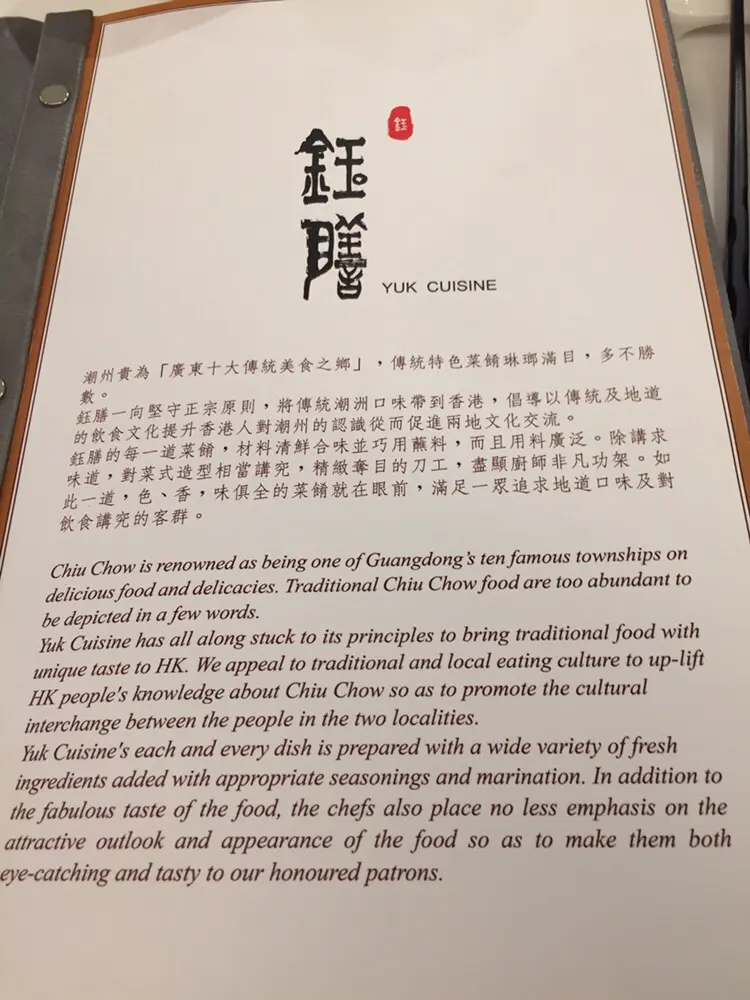 鈺
鈺膳
YUK CUISINE
潮州貴為「廣東十大傳統美食之鄉」，傳統特色菜餚琳瑯滿目，多不勝
數。
鈺膳一向堅守正宗原則，將傳統潮洲口味帶到香港，倡導以傳統及地道
的飲食文化提升香港人對潮州的認識從而促進兩地文化交流。
鈺膳的每一道菜餚，材料清鮮合味並巧用蘸料，而且用料廣泛。除講求
味道，對菜式造型相當講究，精緻奪目的刀工，盡顯廚師非凡功架。如
此一道，色、香，味俱全的菜餚就在眼前，滿足一眾追求地道口味及對
飲食講究的客群。
Chiu Chow is renowned as being one of Guangdong's ten famous townships on
delicious food and delicacies. Traditional Chiu Chow food are too abundant to
be depicted in a few words.
Yuk Cuisine has all along stuck to its principles to bring traditional food with
unique taste to HK. We appeal to traditional and local eating culture to up-lift
HK people's knowledge about Chiu Chow so as to promote the cultural
interchange between the people in the two localities.
Yuk Cuisine's each and every dish is prepared with a wide variety of fresh
ingredients added with appropriate seasonings and marination. In addition to
the fabulous taste of the food, the chefs also place no less emphasis on the
attractive outlook and appearance of the food so as to make them both
eye-catching and tasty to our honoured patrons.